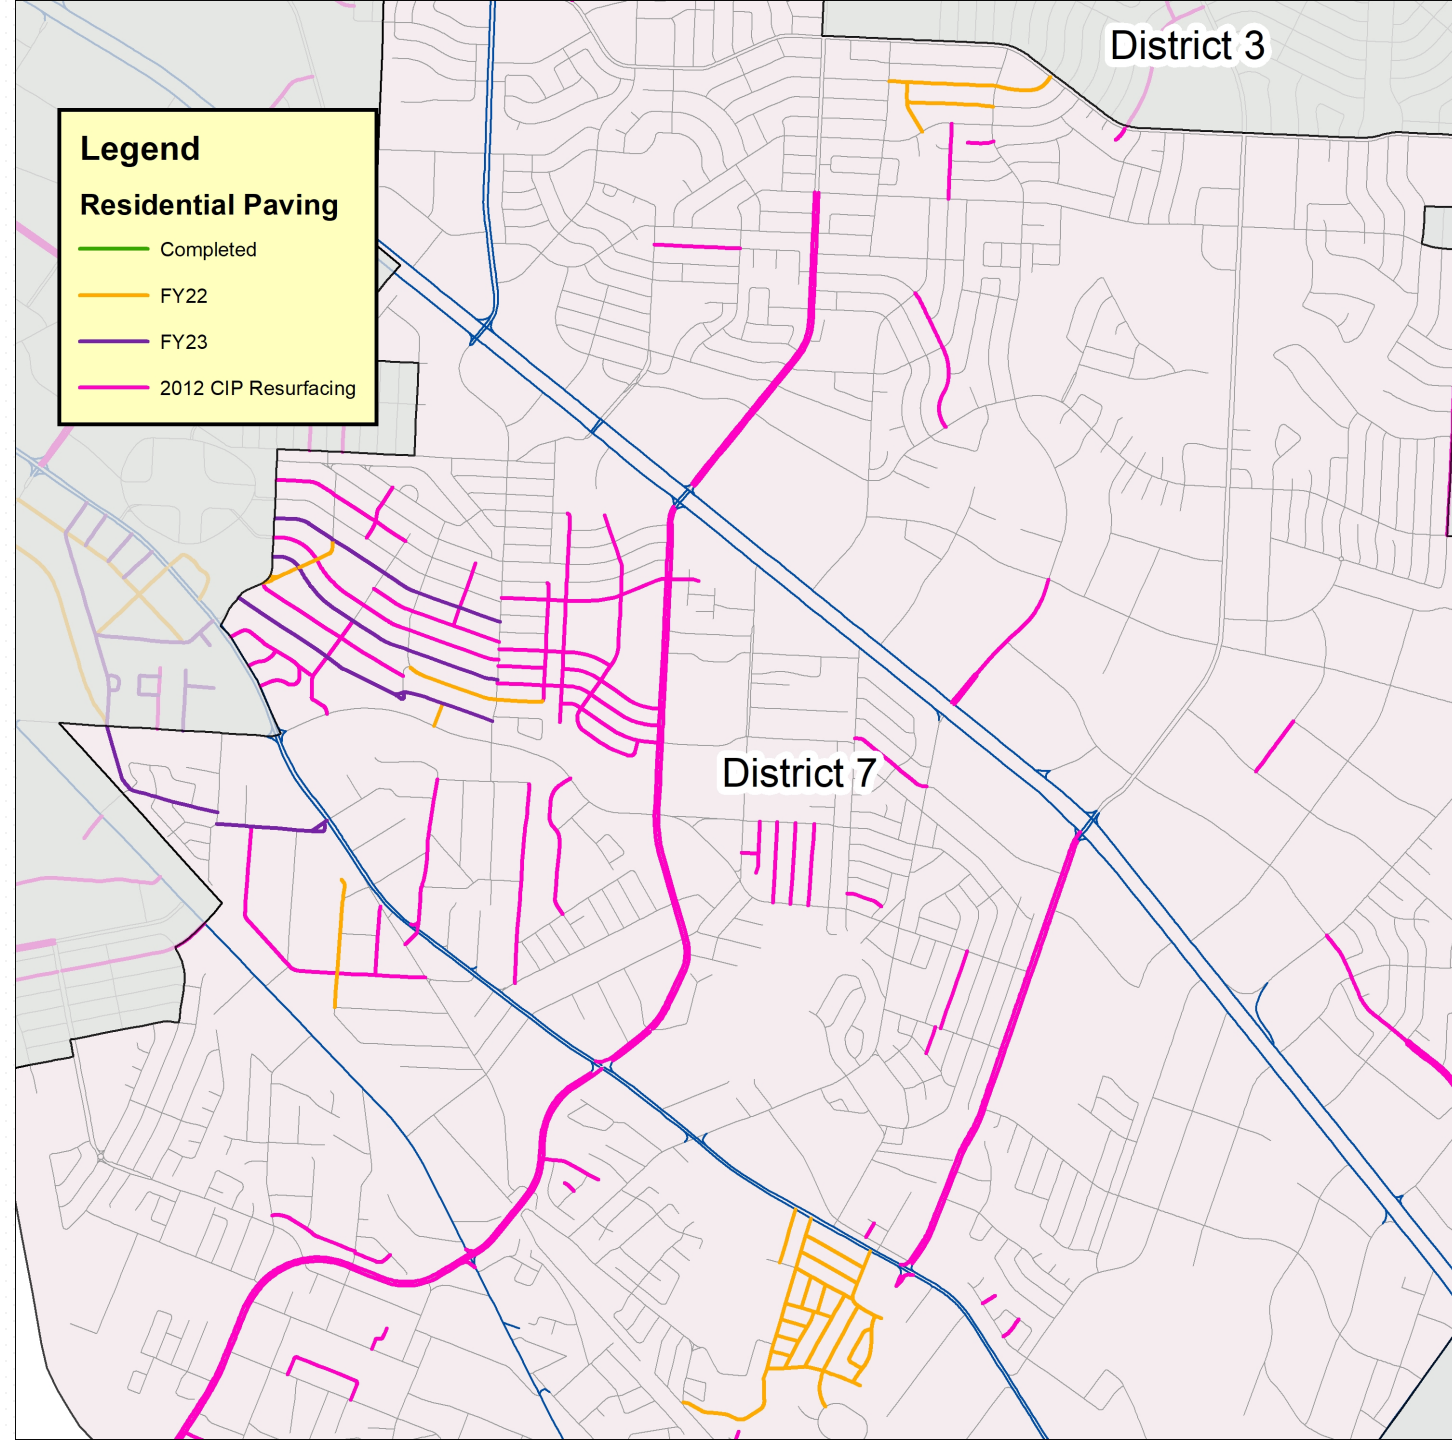 District 3
Legend
Residential Paving
Completed
FY22
FY23
2012 CIP Resurfacing
District 7